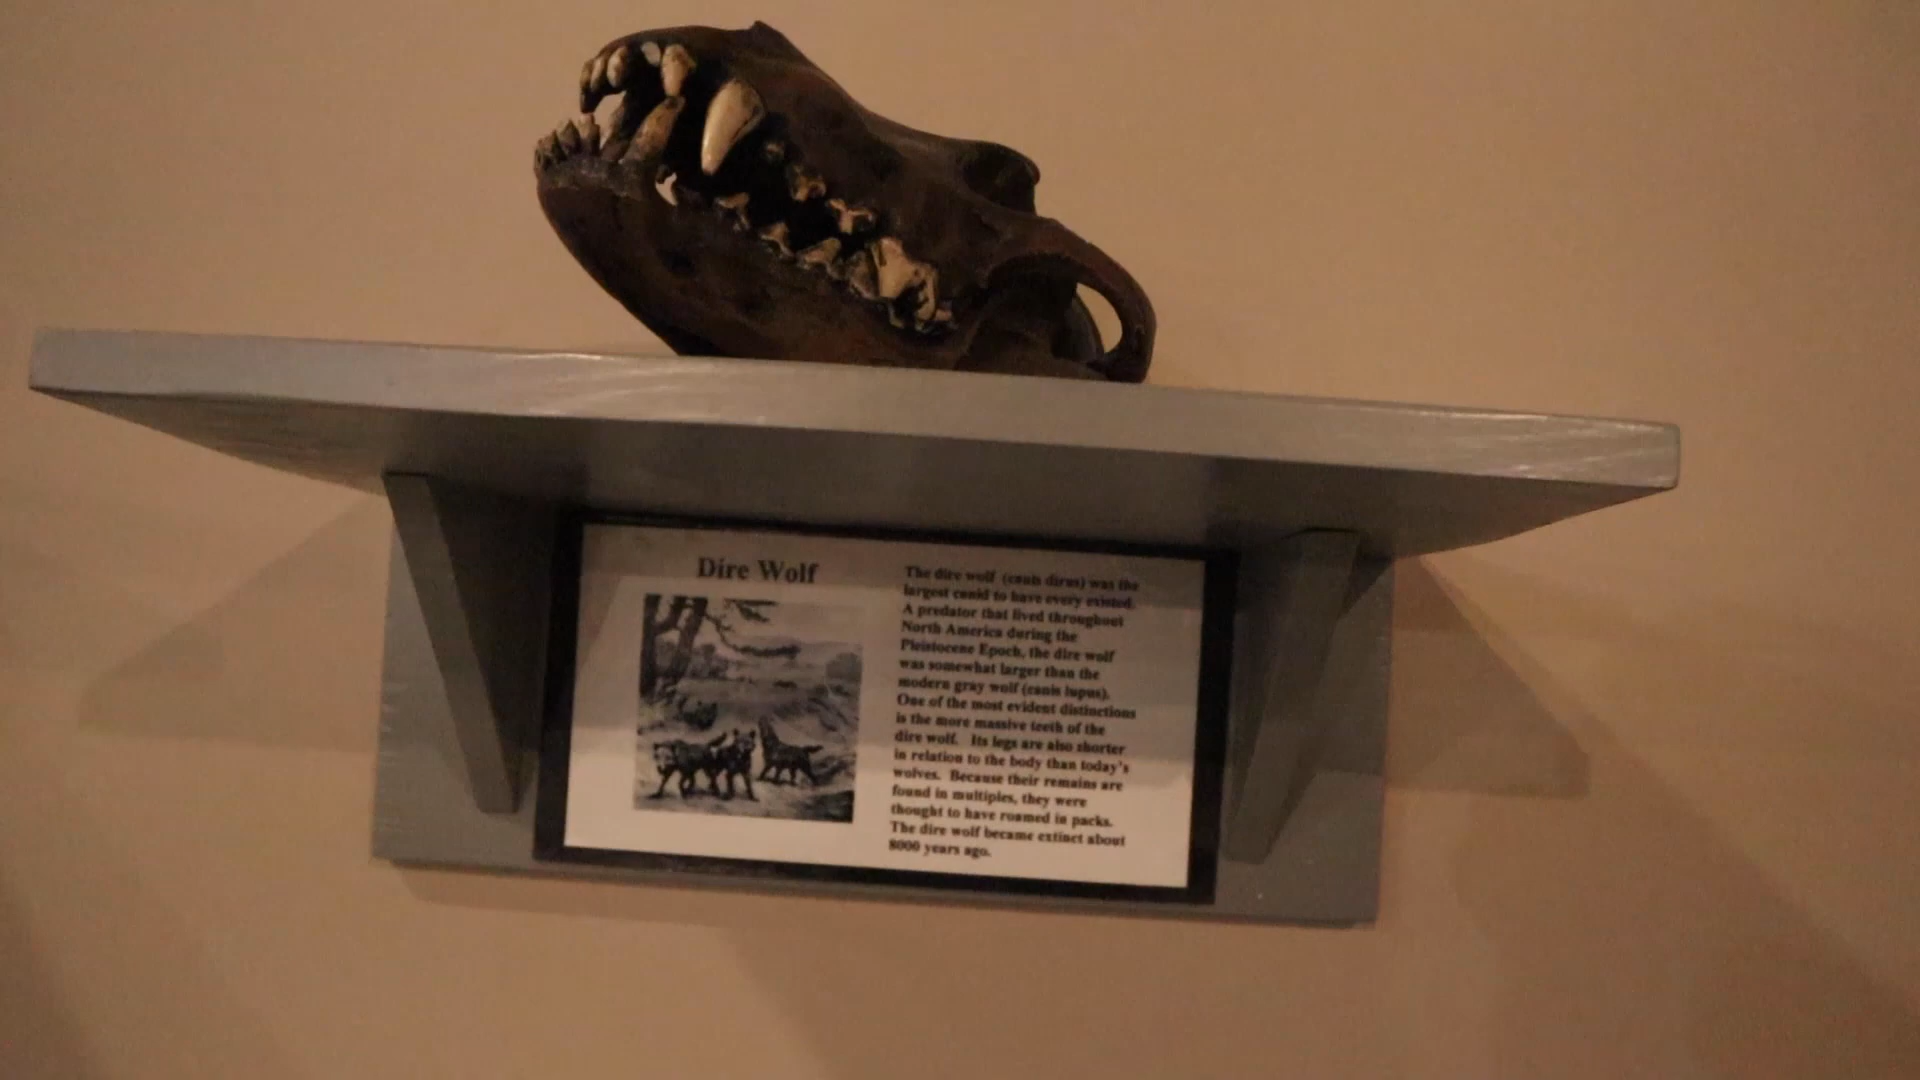 Dire Wolf
The dire wolf (canis dirus) was the
largest canid to have every existed.
A predator that lived throughout
North America during the
Pleistocene Epoch, the dire wolf
was somewhat larger than the
modern gray wolf (canis lupus).
One of the most evident distinctions
is the more massive teeth of the
dire wolf. Its legs are also shorter
in relation to the body than today's
wolves. Because their remains are
found in multiples, they were
thought to have roamed in packs.
The dire wolf became extinct about
8000 years ago.